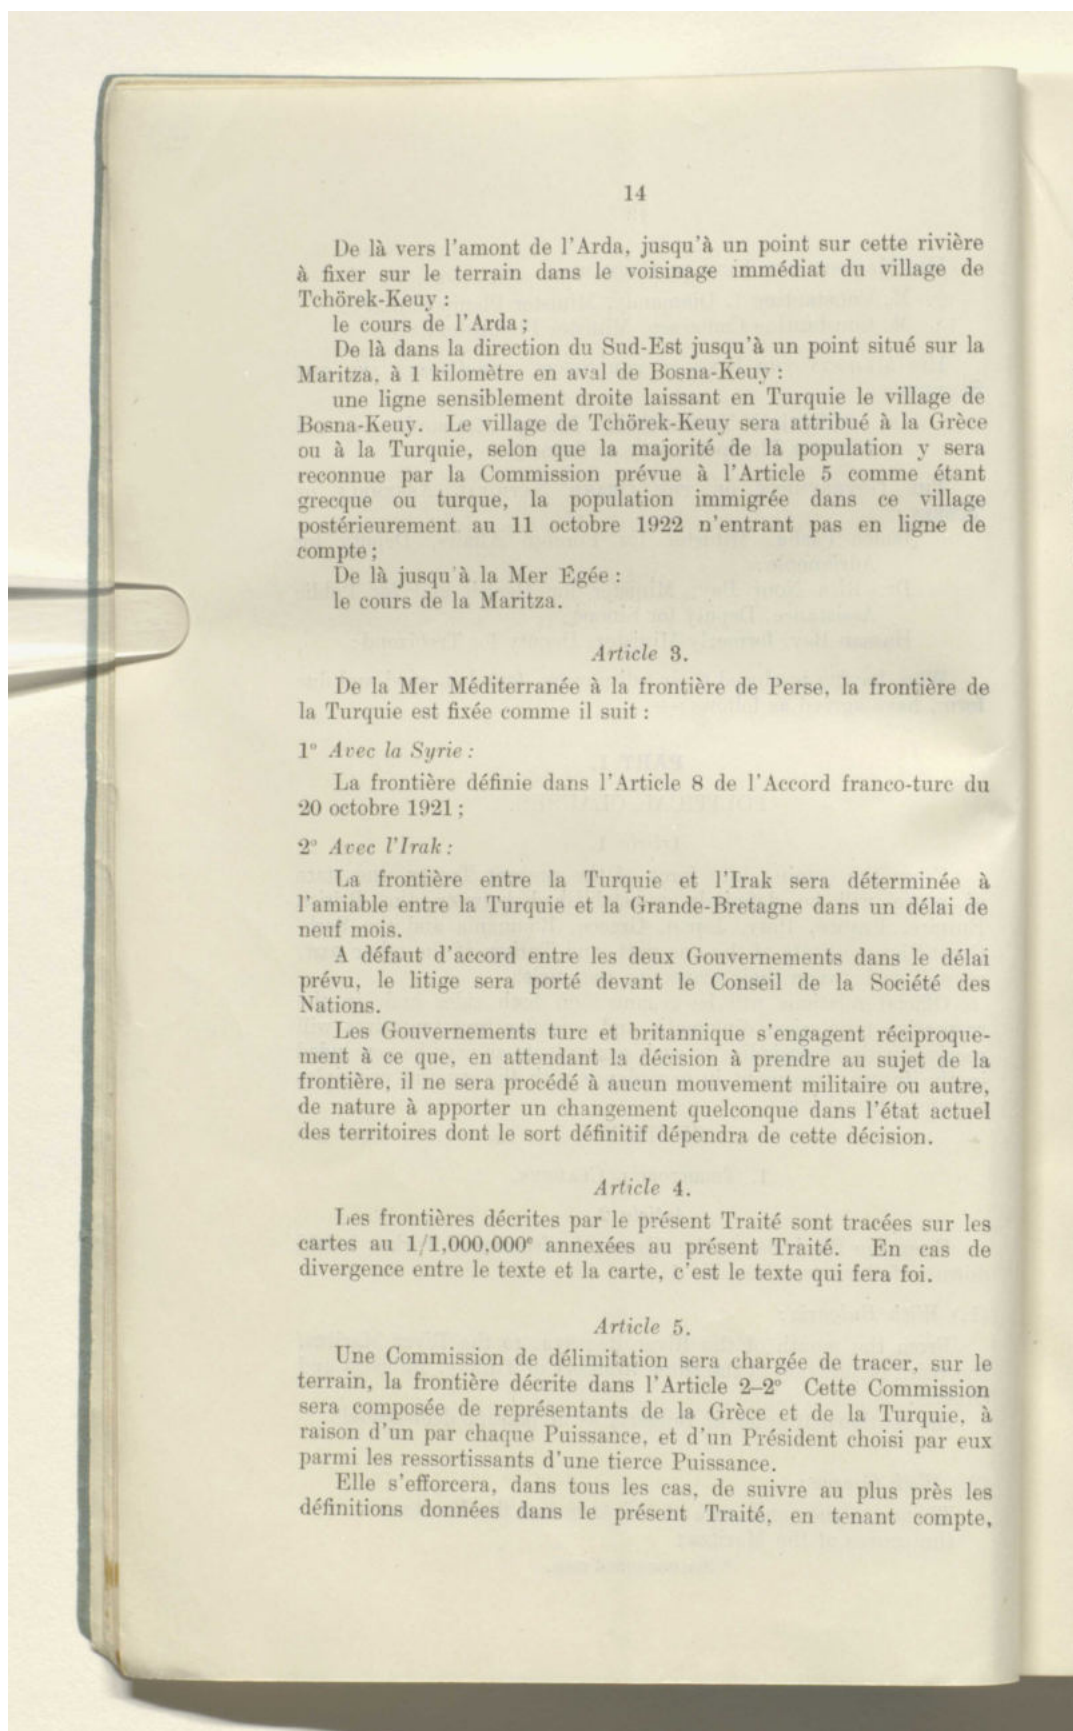 14
De là vers l'amont de l'Arda, jusqu'à un point sur cette rivière
à fixer sur le terrain dans le voisinage immédiat du village de
Tchörek-Keuy :
le cours de l'Arda ;
De là dans la direction du Sud-Est jusqu'à un point situé sur la
Maritza, à 1 kilomètre en aval de Bosna-Keuy :
une ligne sensiblement droite laissant en Turquie le village de
Bosna-Keuy. Le village de Tchörek-Keuy sera attribué à la Grèce
ou à la Turquie, selon que la majorité de la population y sera
reconnue par la Commission prévue à l'Article 5 comme étant
grecque ou turque, la population immigrée dans ce village
postérieurement au 11 octobre 1922 n'entrant pas en ligne de
compte ;
De là jusqu'à la Mer Égée :
le cours de la Maritza.
Article 3.
De la Mer Méditerranée à la frontière de Perse, la frontière de
la Turquie est fixée comme il suit :
1° Avec la Syrie :
La frontière définie dans l'Article 8 de l'Accord franco-turc du
20 octobre 1921 ;
2° Avec l'Irak :
La frontière entre la Turquie et l'Irak sera déterminée à
l'amiable entre la Turquie et la Grande-Bretagne dans un délai de
neuf mois.
A défaut d'accord entre les deux Gouvernements dans le délai
prévu, le litige sera porté devant le Conseil de la Société des
Nations.
Les Gouvernements turc et britannique s'engagent réciproque-
ment à ce que, en attendant la décision à prendre au sujet de la
frontière, il ne sera procédé à aucun mouvement militaire ou autre,
de nature à apporter un changement quelconque dans l'état actuel
des territoires dont le sort définitif dépendra de cette décision.
Article 4.
Les frontières décrites par le présent Traité sont tracées sur les
cartes au 1/1,000,000e annexées au présent Traité. En cas de
divergence entre le texte et la carte, c'est le texte qui fera foi.
Article 5.
Une Commission de délimitation sera chargée de tracer, sur le
terrain, la frontière décrite dans l'Article 2–2° Cette Commission
sera composée de représentants de la Grèce et de la Turquie, à
raison d'un par chaque Puissance, et d'un Président choisi par eux
parmi les ressortissants d'une tierce Puissance.
Elle s'efforcera, dans tous les cas, de suivre au plus près les
définitions données dans le présent Traité, en tenant compte,